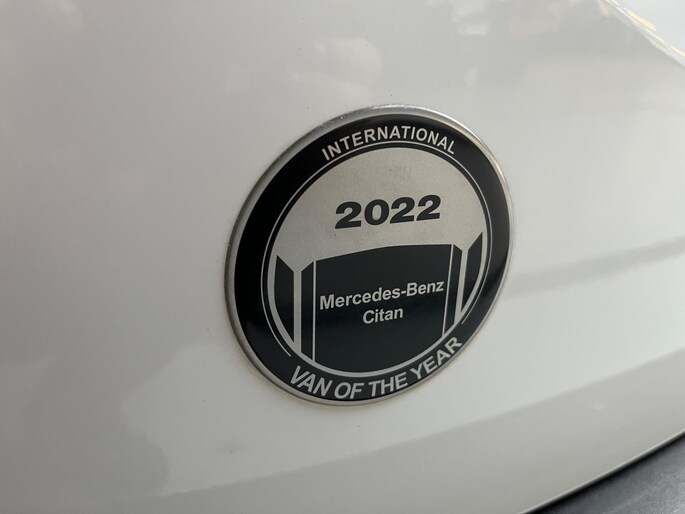 INTERNATIONAL
2022
Mercedes-Benz
Citan
VAN OF THE YEAR